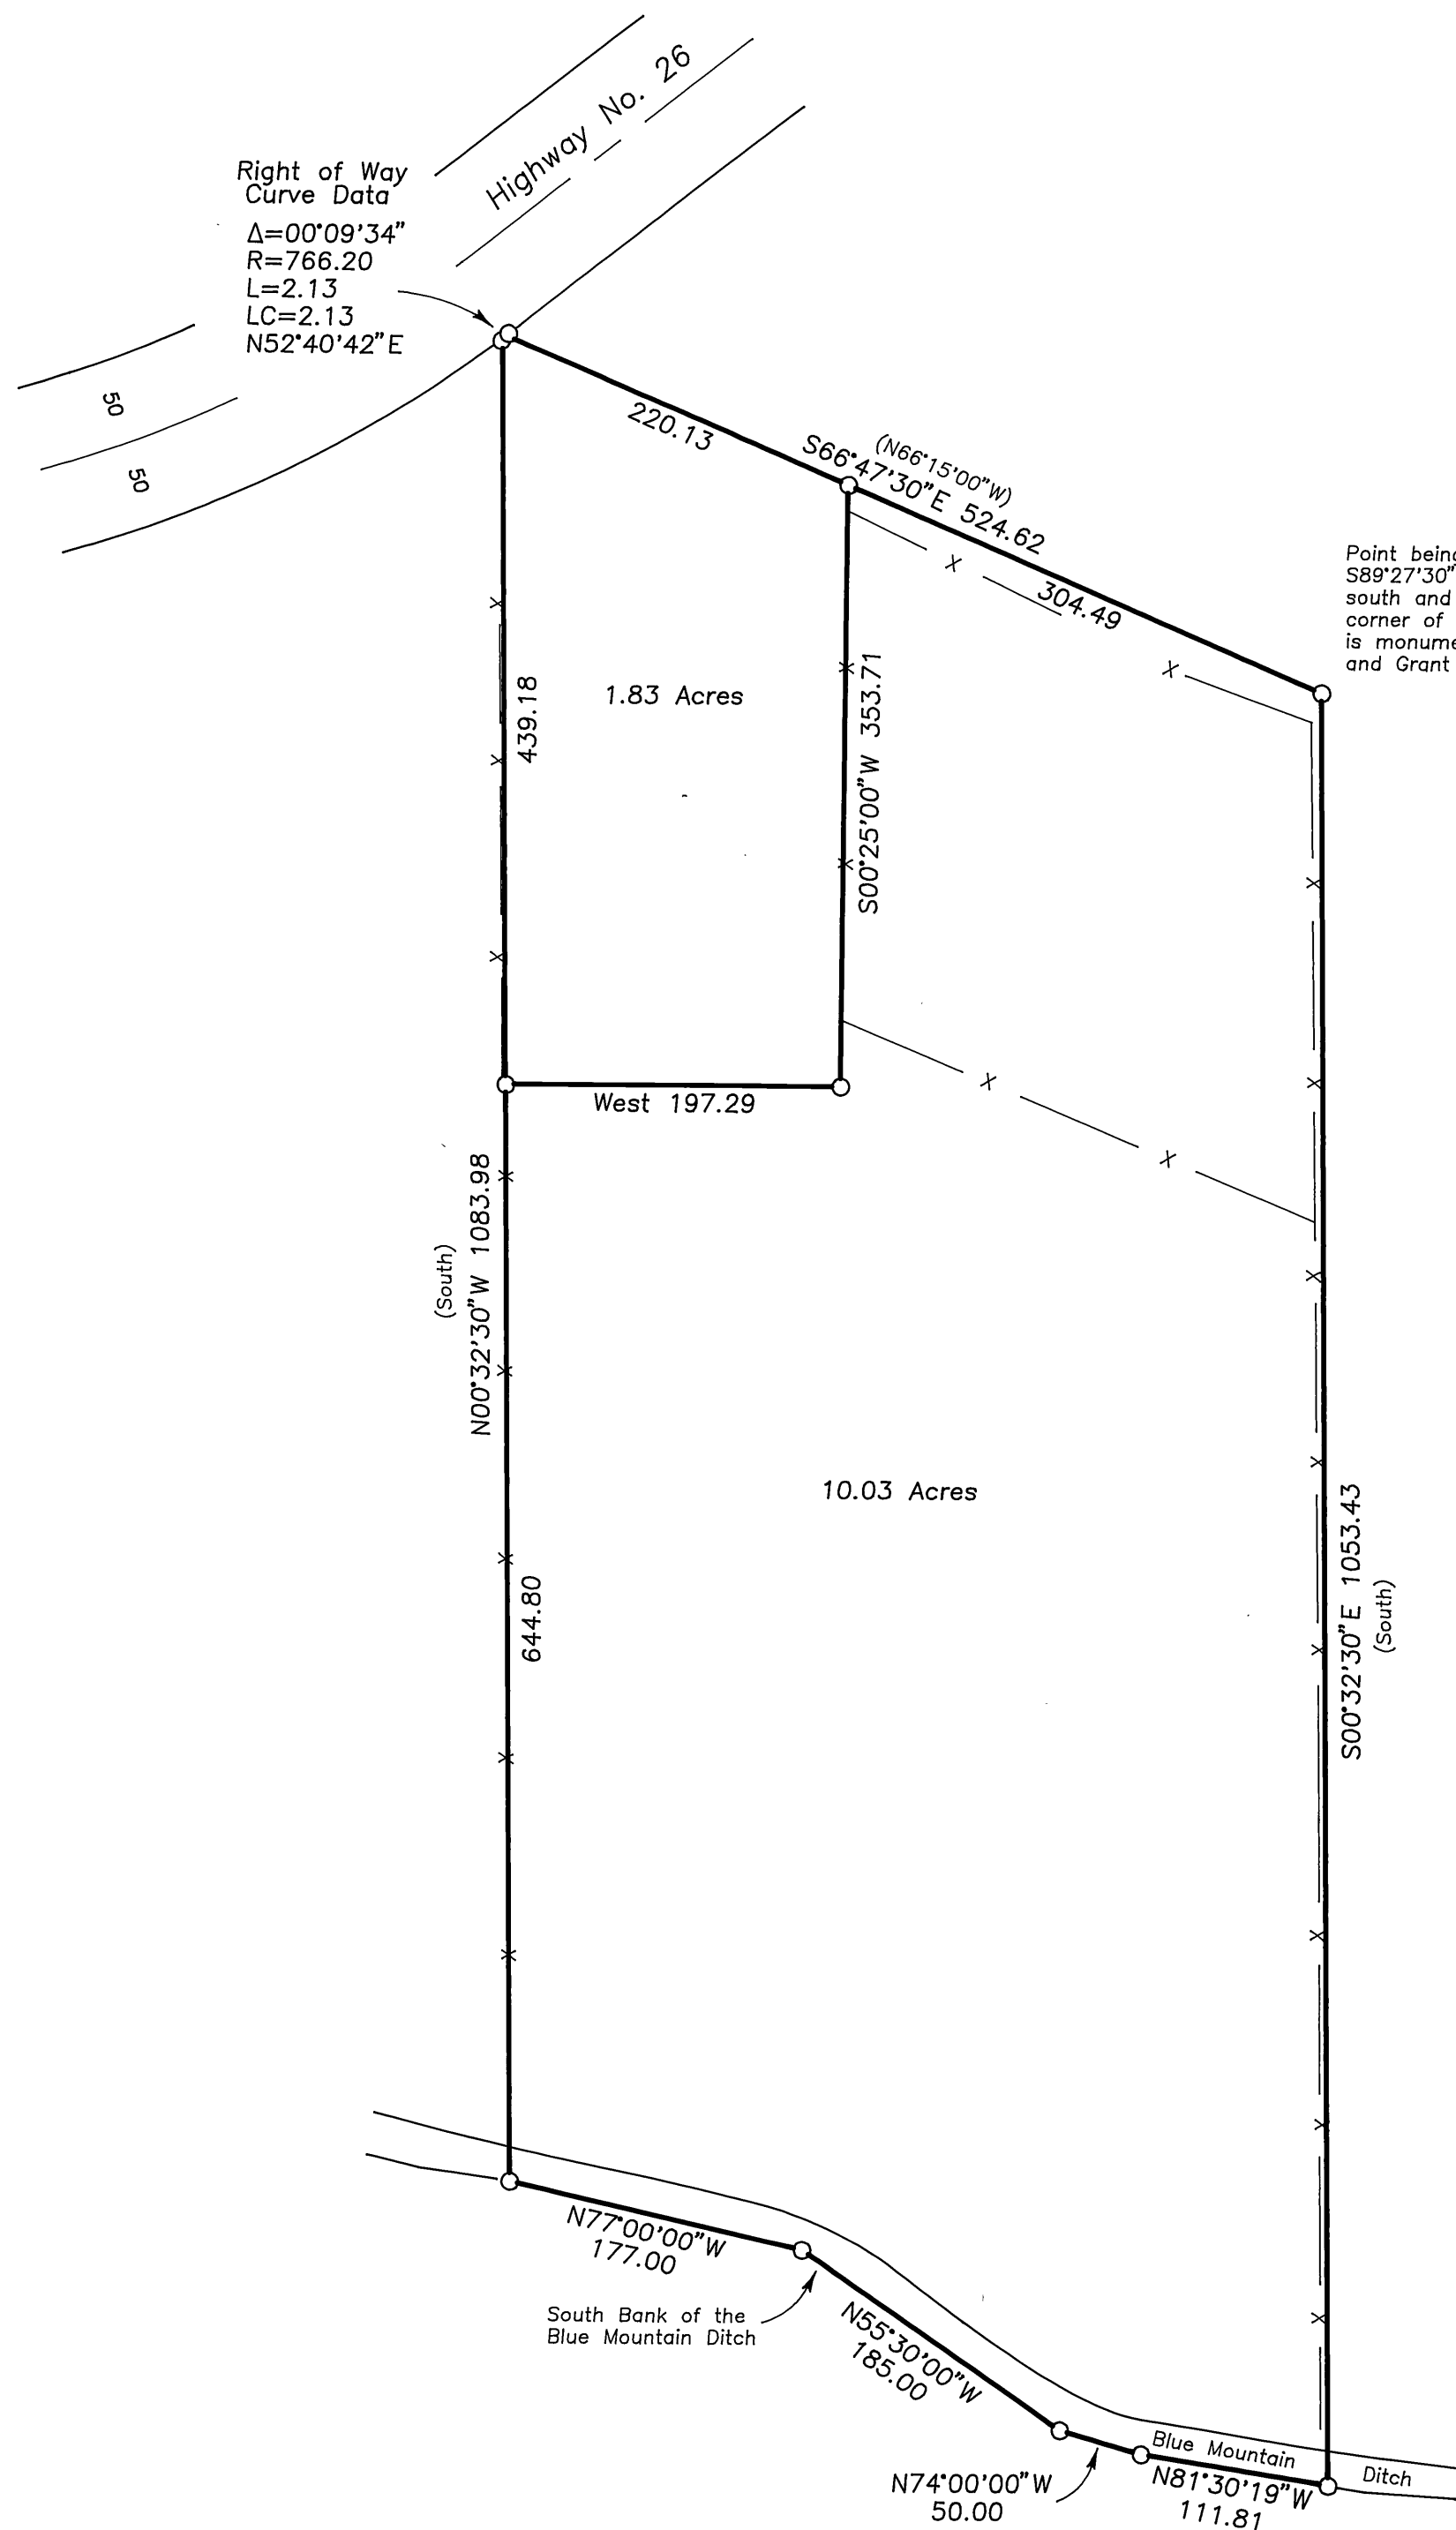 Highway No. 26
Right of Way
Curve Data
Δ=00°09'34"
R=766.20
L=2.13
LC=2.13
N52°40'42"E
50
50
220.13
(N66°15'00"W)
S66°47'30"E 524.62
304.49
Point being
S89°27'30"
south and
corner of
is monume
and Grant
439.18
1.83 Acres
S00°25'00"W 353.71
West 197.29
(South)
N00°32'30"W 1083.98
10.03 Acres
644.80
S00°32'30"E 1053.43
(South)
N77°00'00"W
177.00
South Bank of the
Blue Mountain Ditch
N55°30'00"W
185.00
Blue Mountain Ditch
N74°00'00"W
50.00
N81°30'19"W
111.81